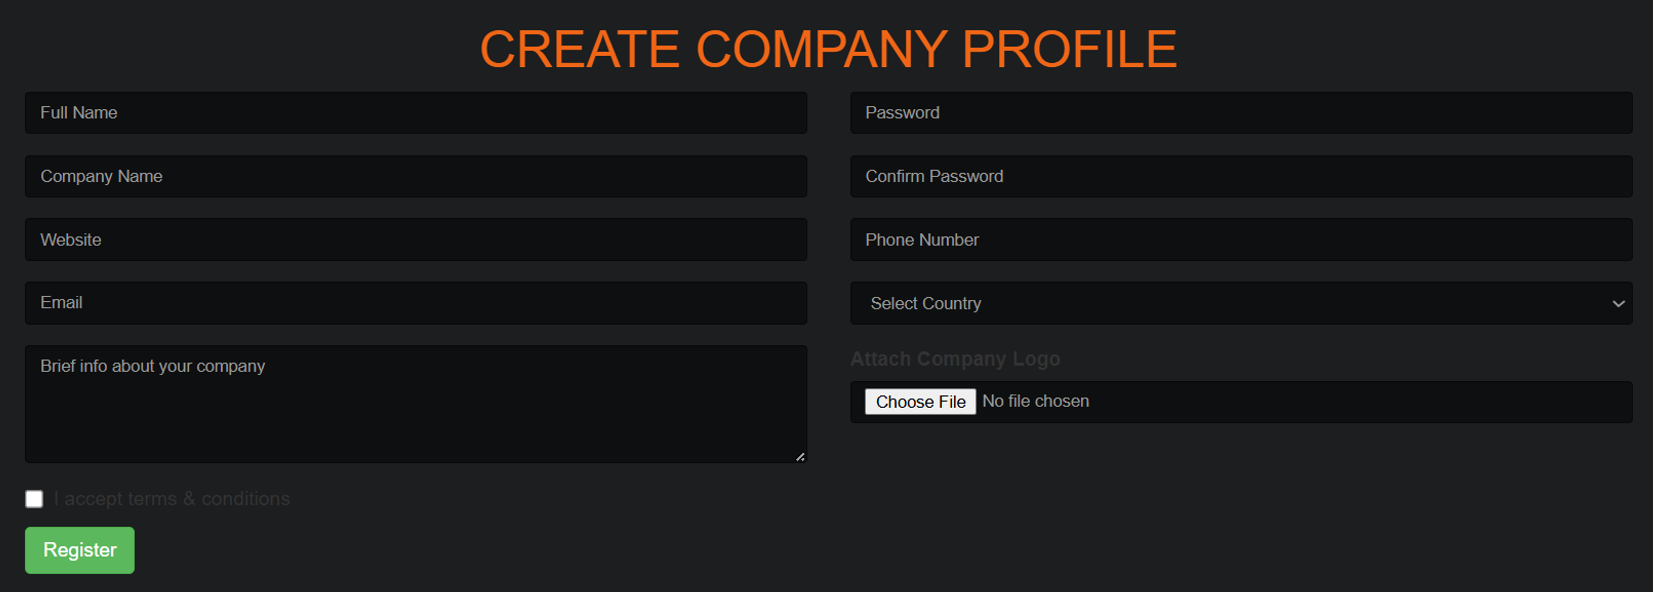 CREATE COMPANY PROFILE
Full Name
Password
Company Name
Confirm Password
Website
Phone Number
Email
Select Country
Brief info about your company
Attach Company Logo
Choose File No file chosen
I accept terms & conditions
Register